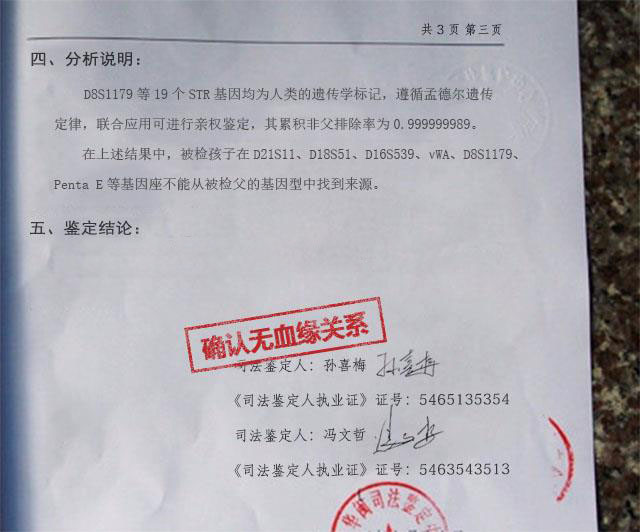 共 3 页 第三页
四、分析说明：
D8S1179 等 19 个 STR 基因均为人类的遗传学标记，遵循孟德尔遗传
定律，联合应用可进行亲权鉴定，其累积非父排除率为 0.999999989。
在上述结果中，被检孩子在 D21S11、D18S51、D16S539、vWA、D8S1179、
Penta E 等基因座不能从被检父的基因型中找到来源。
五、鉴定结论：
确认无血缘关系
司法鉴定人：孙喜梅 孙喜梅
《司法鉴定人执业证》证号：5465135354
司法鉴定人：冯文哲
《司法鉴定人执业证》证号：5463543513
司法鉴定